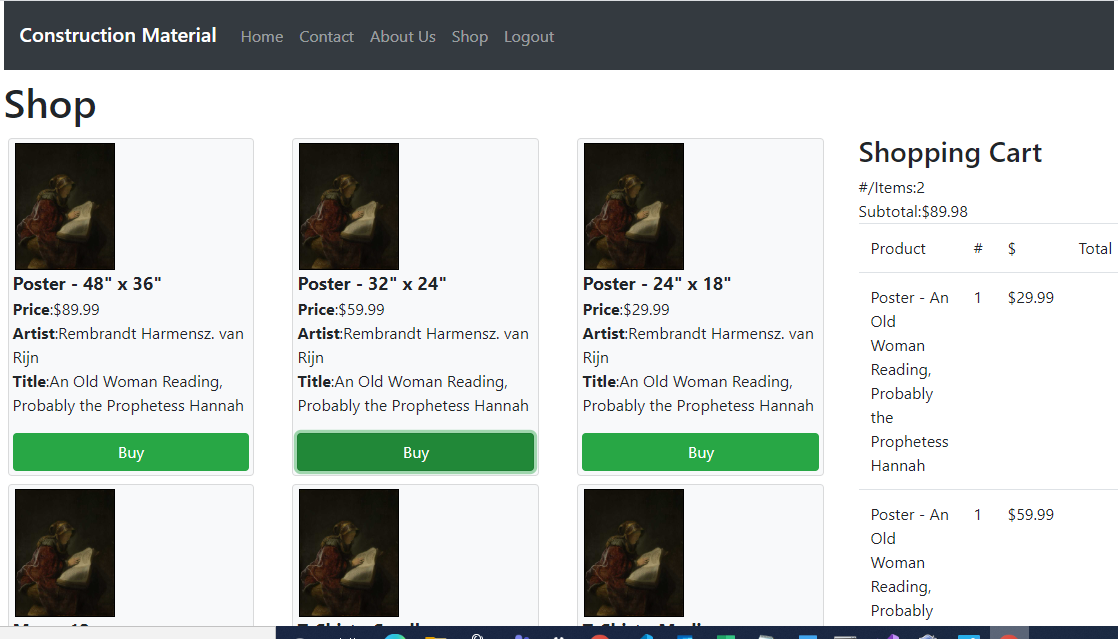 Construction Material Home Contact About Us Shop Logout
Shop
Poster - 48" x 36"
Price:$89.99
Artist:Rembrandt Harmensz. van
Rijn
Title:An Old Woman Reading,
Probably the Prophetess Hannah
Buy
Poster - 32" x 24"
Price:$59.99
Artist:Rembrandt Harmensz. van
Rijn
Title:An Old Woman Reading,
Probably the Prophetess Hannah
Buy
Poster - 24" x 18"
Price:$29.99
Artist:Rembrandt Harmensz. van
Rijn
Title:An Old Woman Reading,
Probably the Prophetess Hannah
Buy
Shopping Cart
#/Items:2
Subtotal:$89.98
Product # $ Total
Poster - An 1 $29.99
Old
Woman
Reading,
Probably
the
Prophetess
Hannah
Poster - An 1 $59.99
Old
Woman
Reading,
Probably